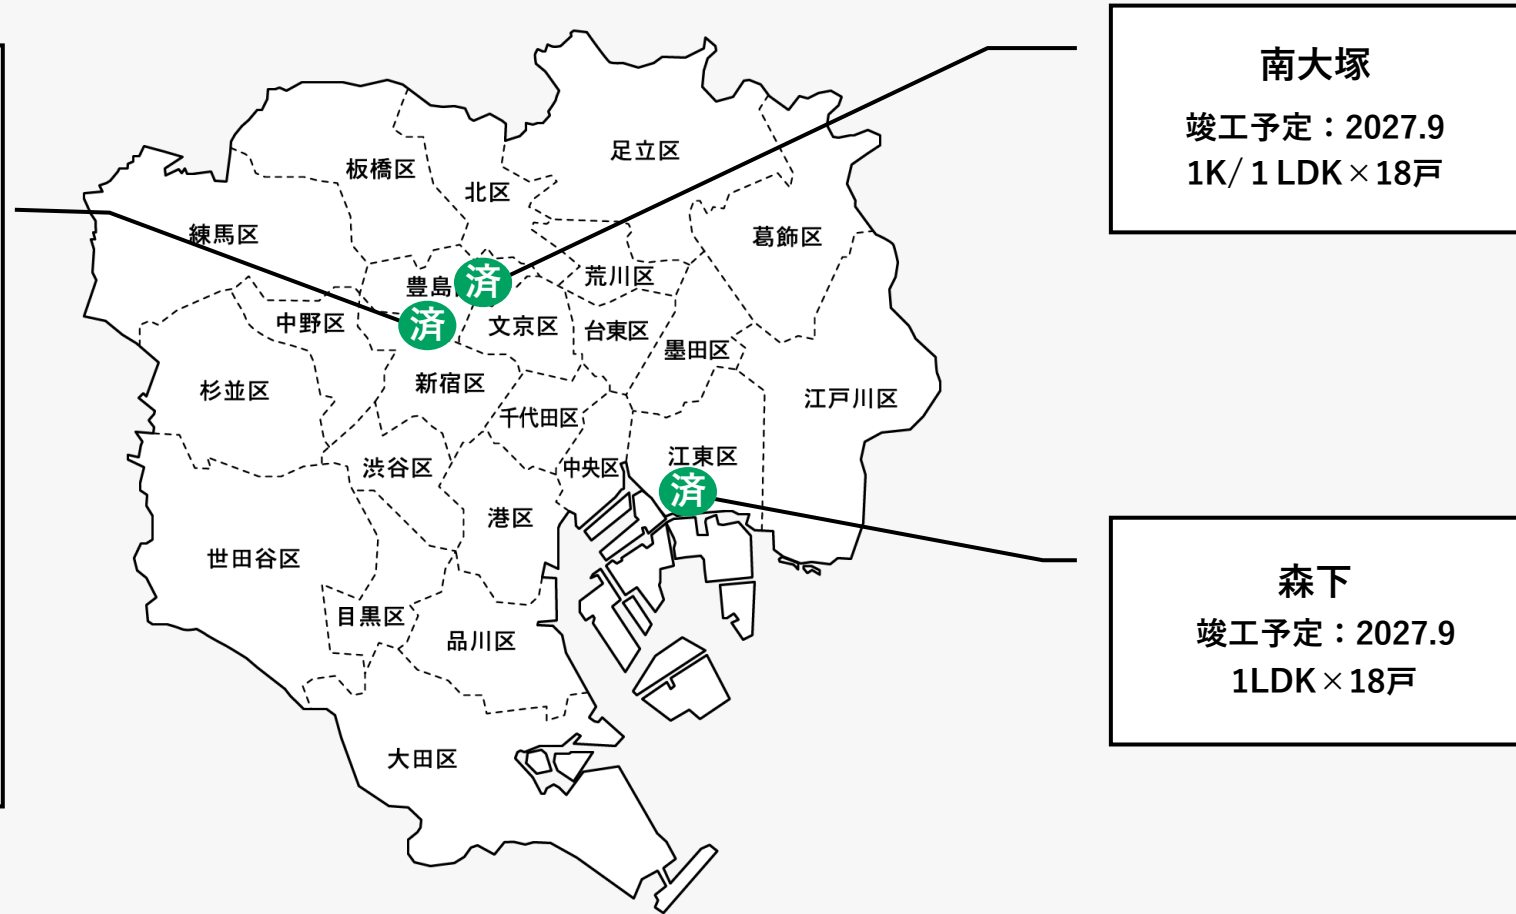 南大塚
竣工予定：2027.9
1K/１LDK×18戸
足立区
板橋区
北区
練馬区
葛飾区
荒川区
豊島
済
済
中野区
文京区
台東区
墨田区
杉並区
新宿区
江戸川区
千代田区
渋谷区
中央区
江東区
済
港区
世田谷区
目黒区
品川区
大田区
森下
竣工予定：2027.9
1LDK×18戸